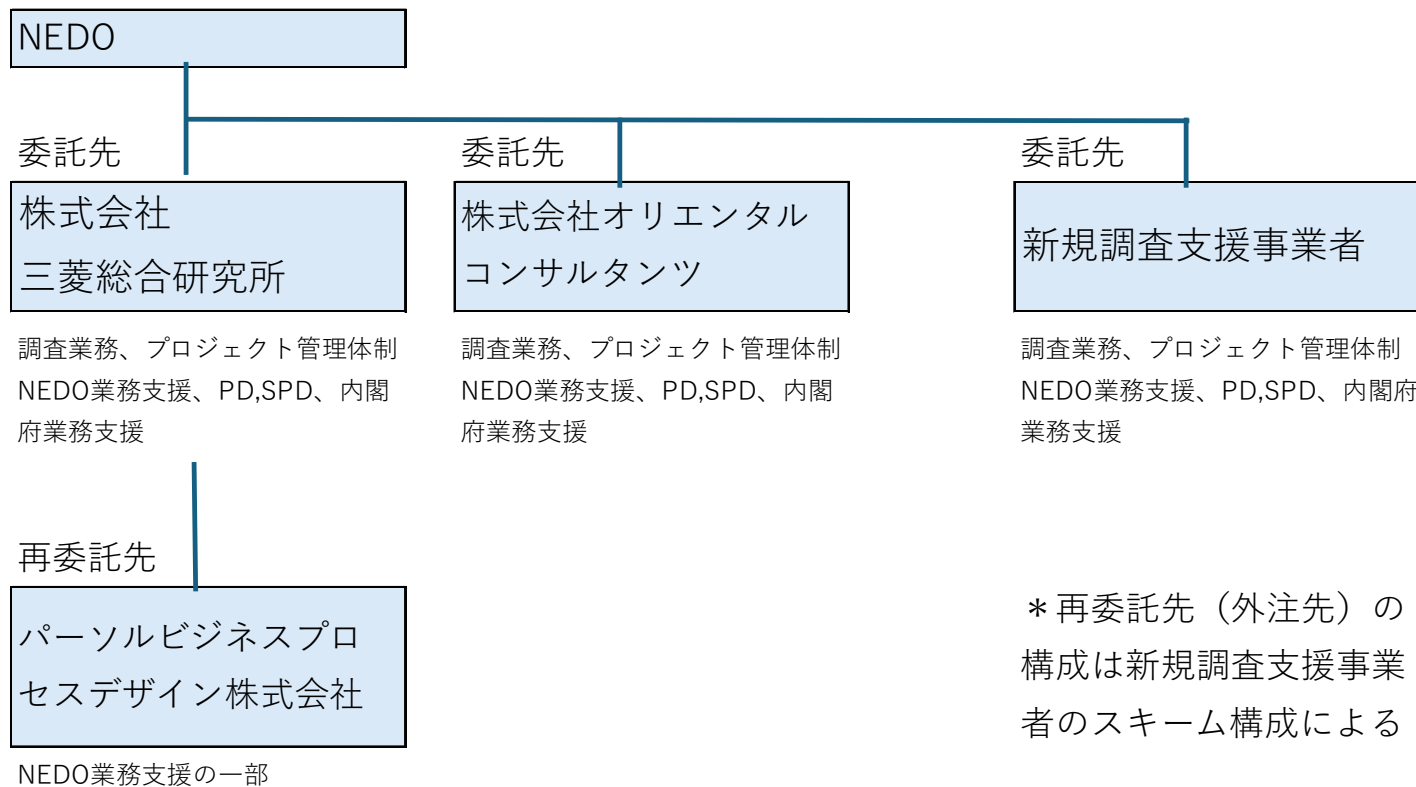 NEDO
委託先
株式会社
三菱総合研究所
調査業務、プロジェクト管理体制
NEDO業務支援、PD,SPD、内閣
府業務支援
委託先
株式会社オリエンタル
コンサルタンツ
調査業務、プロジェクト管理体制
NEDO業務支援、PD,SPD、内閣
府業務支援
委託先
新規調査支援事業者
調査業務、プロジェクト管理体制
NEDO業務支援、PD,SPD、内閣府
業務支援
再委託先
パーソルビジネスプロ
セスデザイン株式会社
NEDO業務支援の一部
＊再委託先（外注先）の
構成は新規調査支援事業
者のスキーム構成による